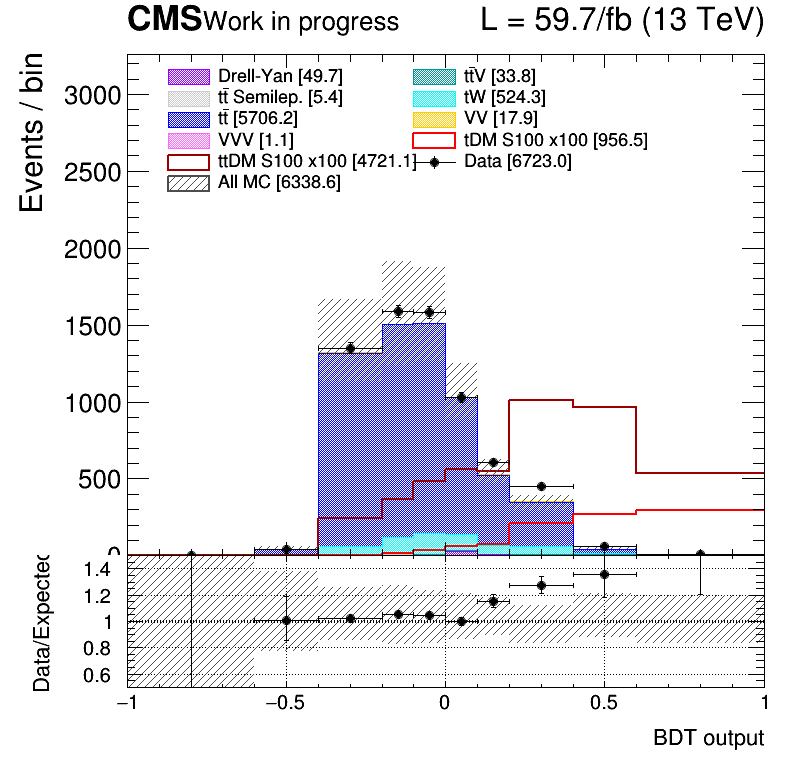 CMS Work in progress L = 59.7/fb (13 TeV)
Events / bin
Drell-Yan [49.7] tt̄V [33.8]
tt̄ Semilep. [5.4] tW [524.3]
tt̄ [5706.2] VV [17.9]
VVV [1.1] tDM S100 x100 [956.5]
ttDM S100 x100 [4721.1] Data [6723.0]
All MC [6338.6]
3000
2500
2000
1500
1000
500
0
Data/Expected
1.4
1.2
1
0.8
0.6
−1 −0.5 0 0.5 1
BDT output